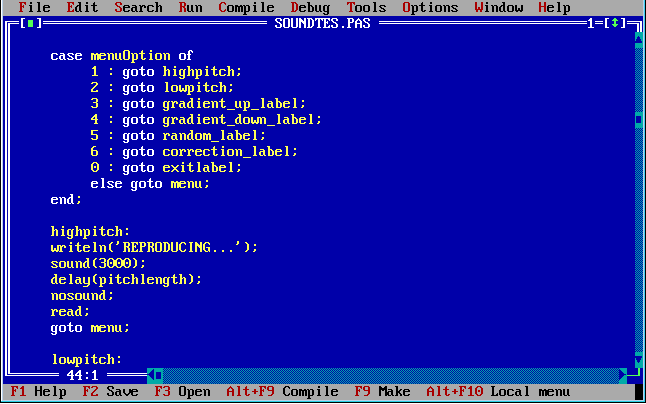 File Edit Search Run Compile Debug Tools Options Window Help
[■] SOUNDTES.PAS 1=[↕]
case menuOption of
1 : goto highpitch;
2 : goto lowpitch;
3 : goto gradient_up_label;
4 : goto gradient_down_label;
5 : goto random_label;
6 : goto correction_label;
0 : goto exitlabel;
else goto menu;
end;
highpitch:
writeln('REPRODUCING...');
sound(3000);
delay(pitchlength);
nosound;
read;
goto menu;
lowpitch:
44:1
F1 Help F2 Save F3 Open Alt+F9 Compile F9 Make Alt+F10 Local menu